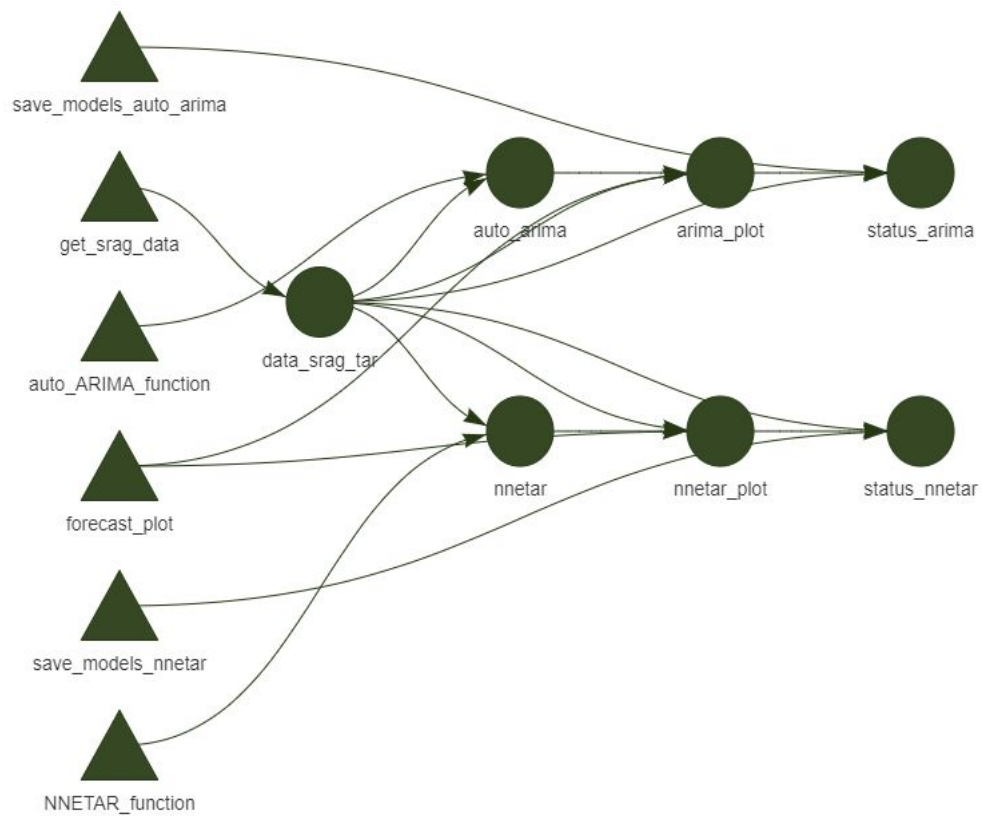 save_models_auto_arima
get_srag_data
auto_arima
arima_plot
status_arima
data_srag_tar
auto_ARIMA_function
nnetar
nnetar_plot
status_nnetar
forecast_plot
save_models_nnetar
NNETAR_function